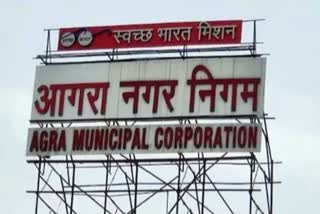 स्वच्छ भारत मिशन
आगरा नगर निगम
AGRA MUNICIPAL CORPORATION